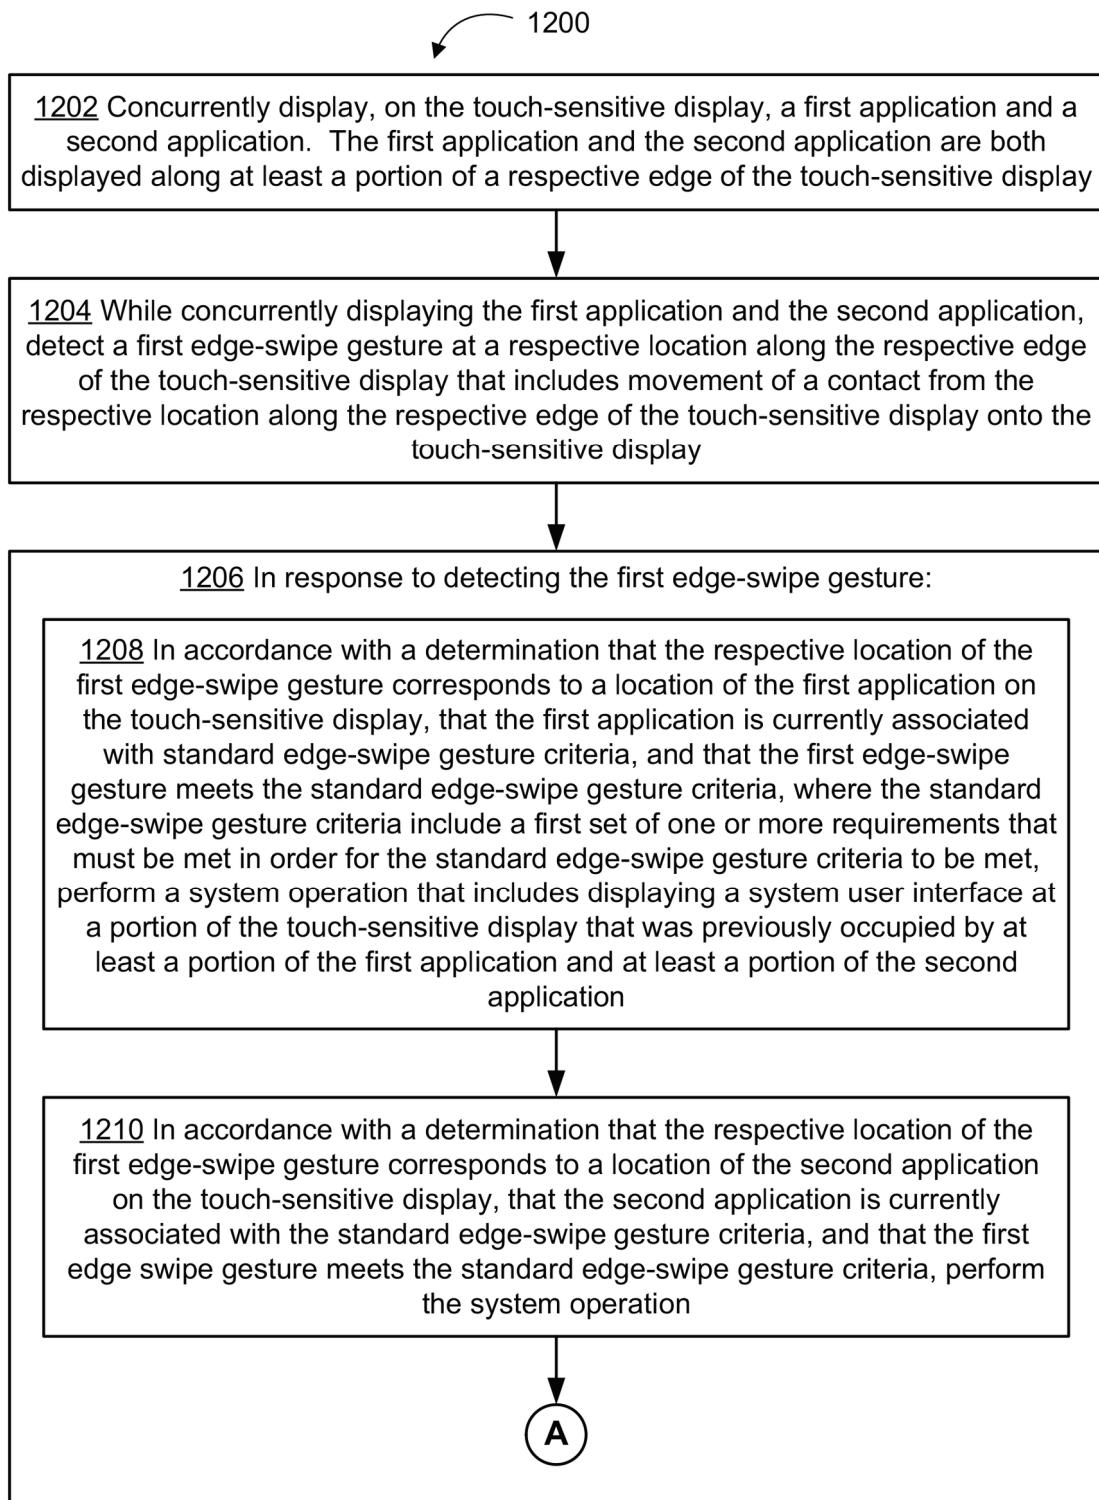 1200
1202 Concurrently display, on the touch-sensitive display, a first application and a
second application.  The first application and the second application are both
displayed along at least a portion of a respective edge of the touch-sensitive display
1204 While concurrently displaying the first application and the second application,
detect a first edge-swipe gesture at a respective location along the respective edge
of the touch-sensitive display that includes movement of a contact from the
respective location along the respective edge of the touch-sensitive display onto the
touch-sensitive display
1206 In response to detecting the first edge-swipe gesture:
1208 In accordance with a determination that the respective location of the
first edge-swipe gesture corresponds to a location of the first application on
the touch-sensitive display, that the first application is currently associated
with standard edge-swipe gesture criteria, and that the first edge-swipe
gesture meets the standard edge-swipe gesture criteria, where the standard
edge-swipe gesture criteria include a first set of one or more requirements that
must be met in order for the standard edge-swipe gesture criteria to be met,
perform a system operation that includes displaying a system user interface at
a portion of the touch-sensitive display that was previously occupied by at
least a portion of the first application and at least a portion of the second
application
1210 In accordance with a determination that the respective location of the
first edge-swipe gesture corresponds to a location of the second application
on the touch-sensitive display, that the second application is currently
associated with the standard edge-swipe gesture criteria, and that the first
edge swipe gesture meets the standard edge-swipe gesture criteria, perform
the system operation
A